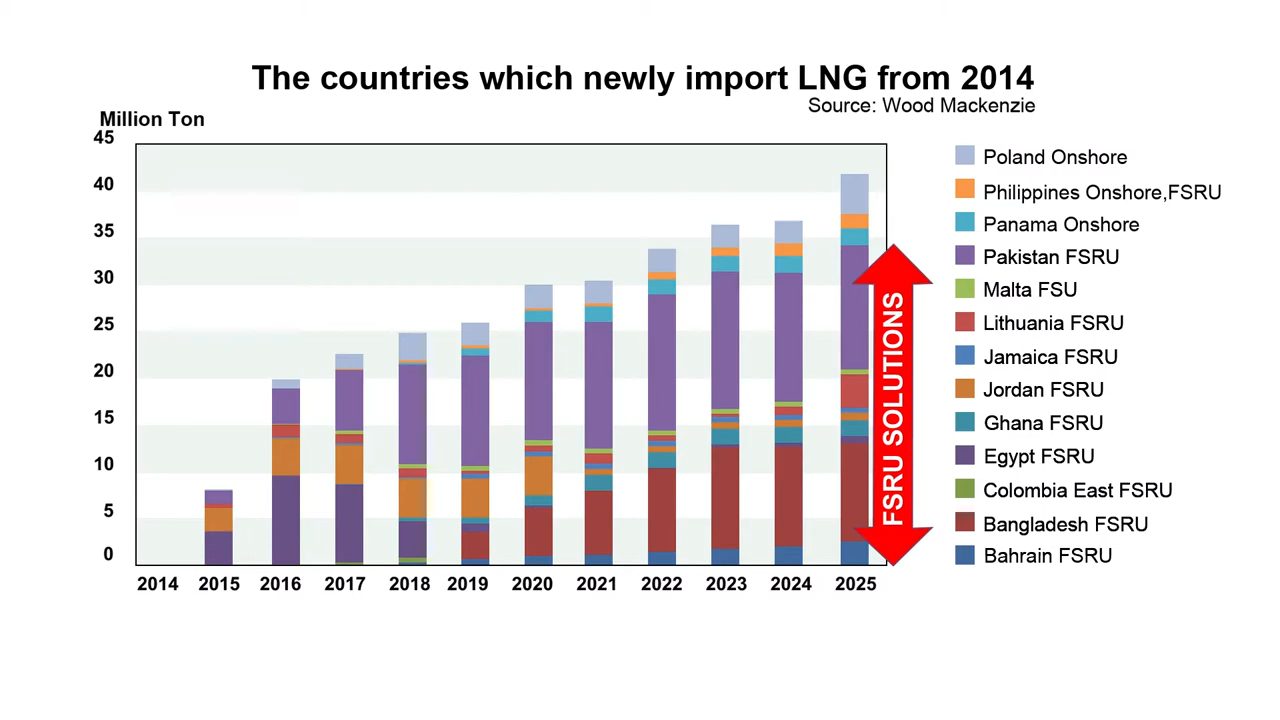 The countries which newly import LNG from 2014
Source: Wood Mackenzie
Million Ton
45
40
35
30
25
20
15
10
5
0
2014 2015 2016 2017 2018 2019 2020 2021 2022 2023 2024 2025
FSRU SOLUTIONS
Poland Onshore
Philippines Onshore,FSRU
Panama Onshore
Pakistan FSRU
Malta FSU
Lithuania FSRU
Jamaica FSRU
Jordan FSRU
Ghana FSRU
Egypt FSRU
Colombia East FSRU
Bangladesh FSRU
Bahrain FSRU